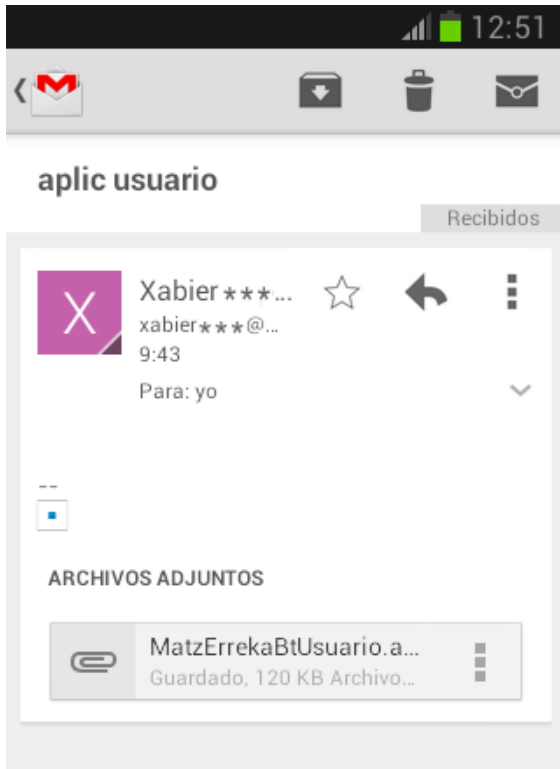 12:51
aplic usuario
Recibidos
X
Xabier***...
xabier***@...
9:43
Para: yo
--
ARCHIVOS ADJUNTOS
MatzErrekaBtUsuario.a...
Guardado, 120 KB Archivo...